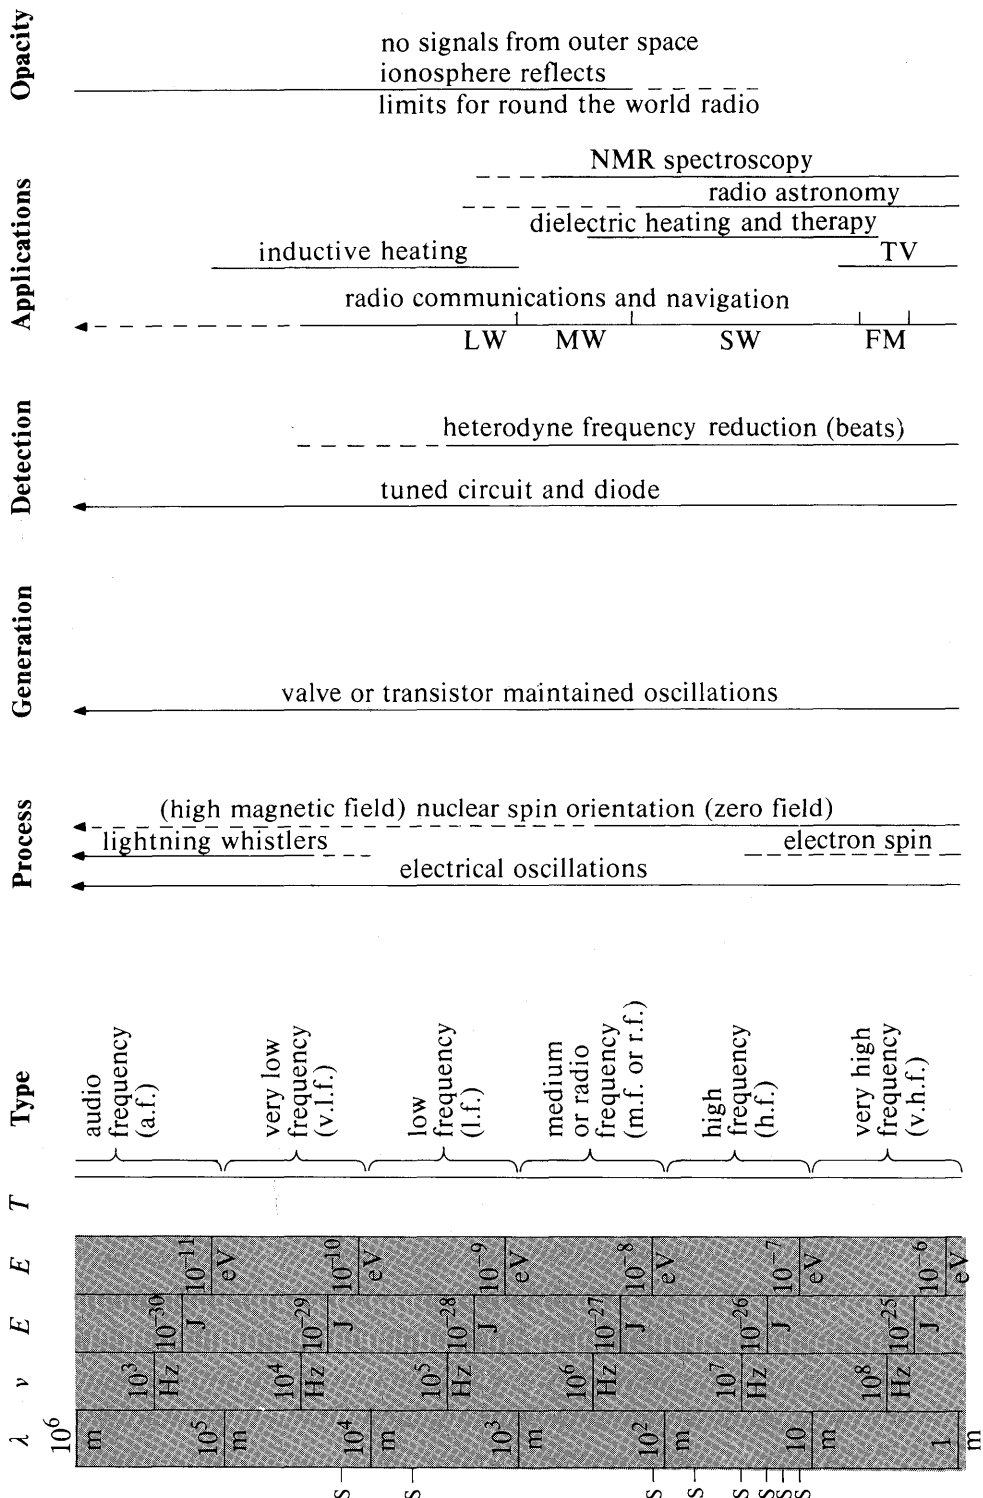 Opacity
no signals from outer space
ionosphere reflects
limits for round the world radio
Applications
NMR spectroscopy
radio astronomy
dielectric heating and therapy
inductive heating
TV
radio communications and navigation
LW MW SW FM
Detection
heterodyne frequency reduction (beats)
tuned circuit and diode
Generation
valve or transistor maintained oscillations
Process
(high magnetic field) nuclear spin orientation (zero field)
lightning whistlers
electron spin
electrical oscillations
Type
audio
frequency
(a.f.)
very low
frequency
(v.l.f.)
low
frequency
(l.f.)
medium
or radio
frequency
(m.f. or r.f.)
high
frequency
(h.f.)
very high
frequency
(v.h.f.)
T
E
10⁻¹¹ eV
10⁻¹⁰ eV
10⁻⁹ eV
10⁻⁸ eV
10⁻⁷ eV
10⁻⁶ eV
E
10⁻³⁰ J
10⁻²⁹ J
10⁻²⁸ J
10⁻²⁷ J
10⁻²⁶ J
10⁻²⁵ J
ν
10³ Hz
10⁴ Hz
10⁵ Hz
10⁶ Hz
10⁷ Hz
10⁸ Hz
λ
10⁶ m
10⁵ m
10⁴ m
10³ m
10² m
10 m
1 m
s s s s s s s s